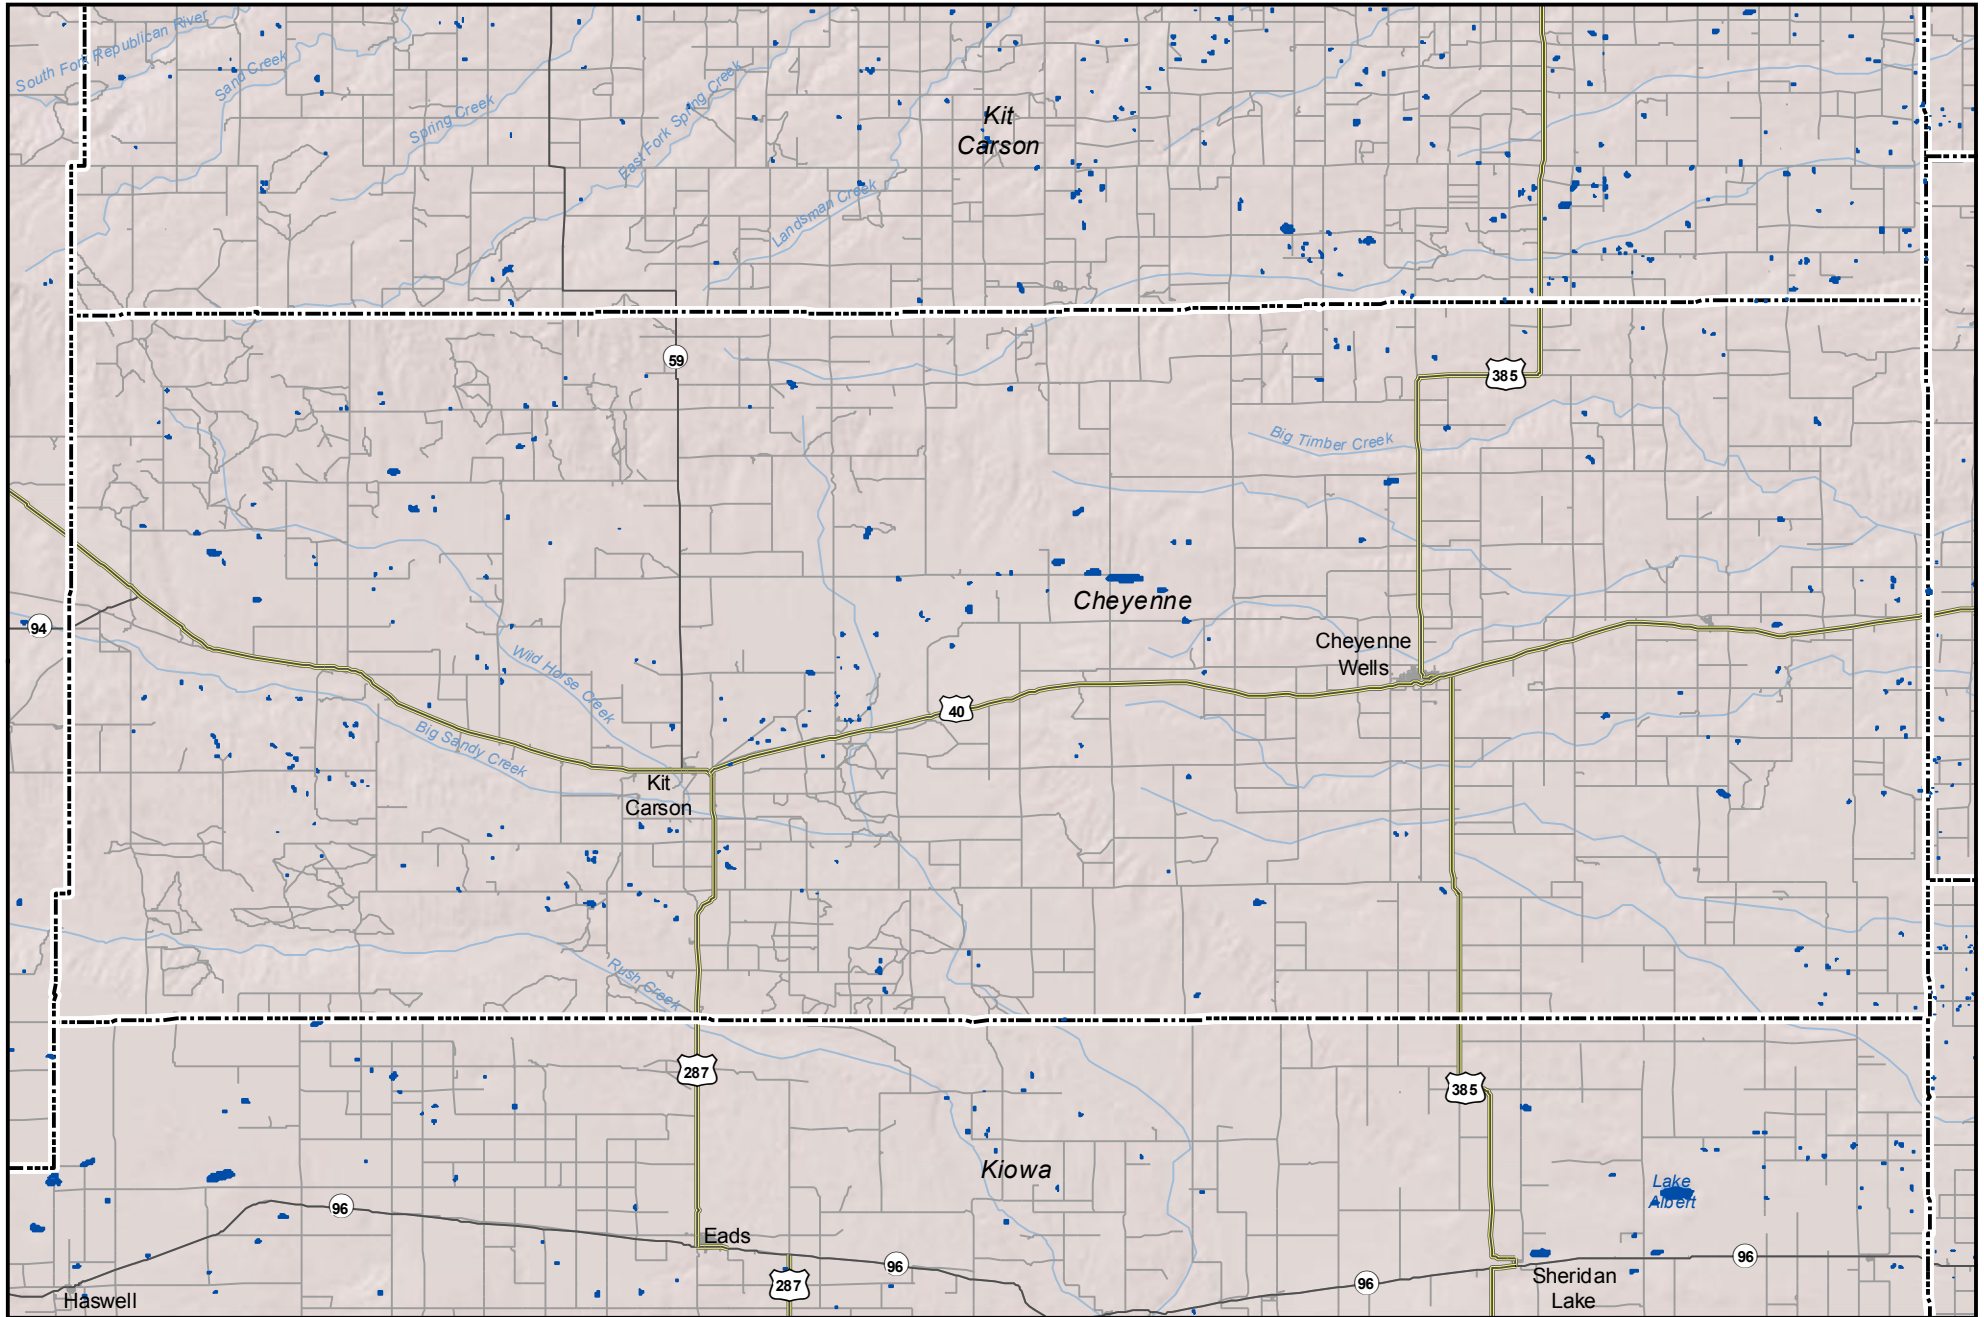 South Fork Republican River
Sand Creek
Spring Creek
East Fork Spring Creek
Landsman Creek
Kit
Carson
59
385
Big Timber Creek
94
Cheyenne
Cheyenne
Wells
Wild Horse Creek
40
Big Sandy Creek
Kit
Carson
Rush Creek
287
385
Kiowa
Lake
Albert
96
Eads
96
96
96
287
Sheridan
Lake
Haswell